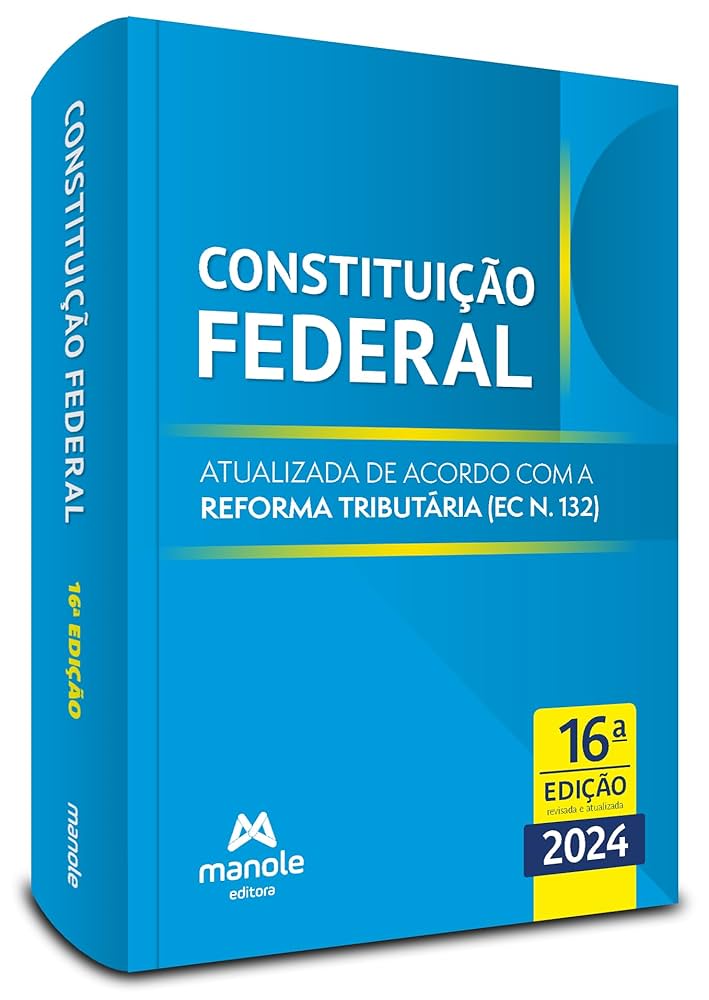 CONSTITUIÇÃO FEDERAL
16ª EDIÇÃO
manole
CONSTITUIÇÃO
FEDERAL
ATUALIZADA DE ACORDO COM A
REFORMA TRIBUTÁRIA (EC N. 132)
16ª
EDIÇÃO
revisada e atualizada
2024
manole
editora